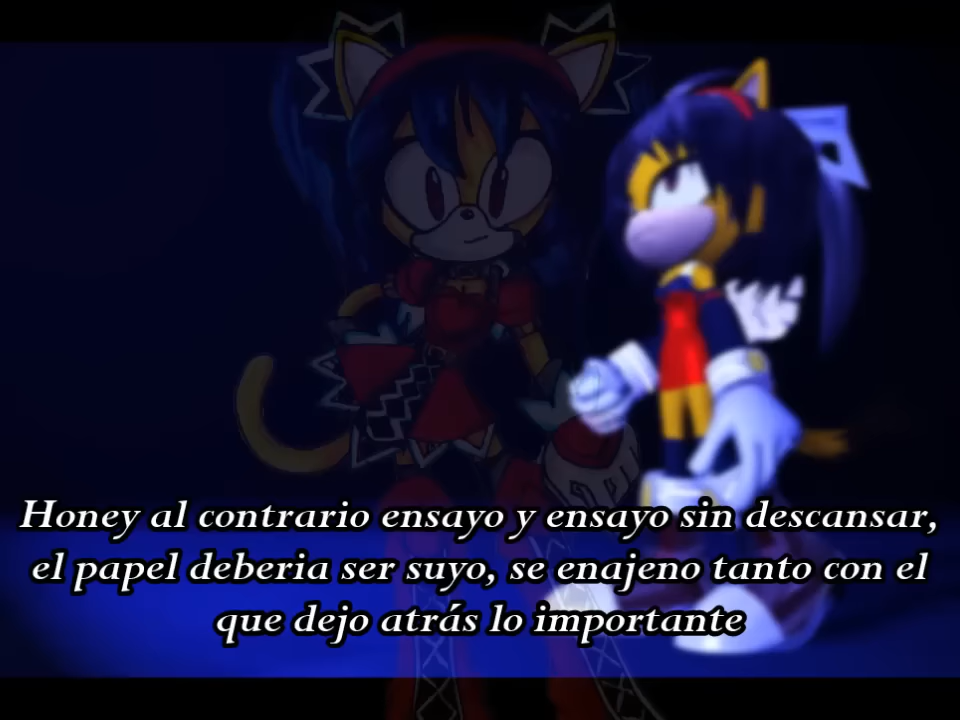 Honey al contrario ensayo y ensayo sin descansar,
el papel deberia ser suyo, se enajeno tanto con el
que dejo atrás lo importante